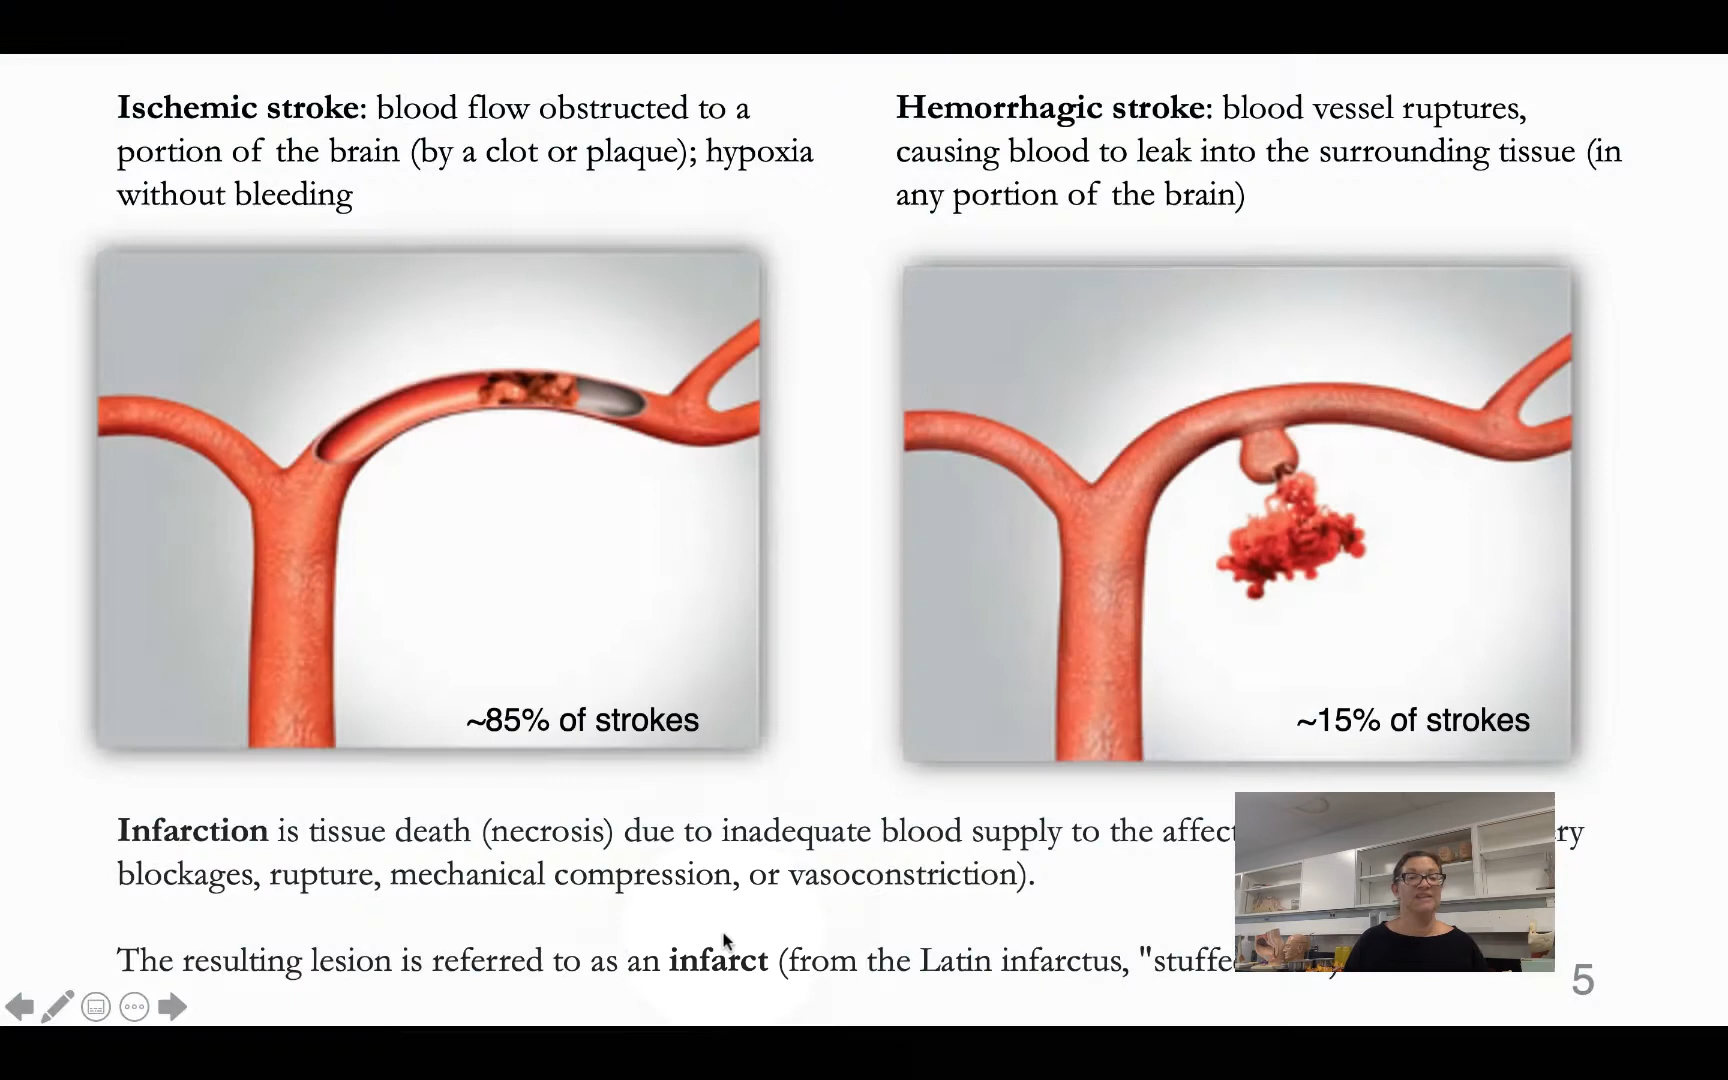 Ischemic stroke: blood flow obstructed to a
portion of the brain (by a clot or plaque); hypoxia
without bleeding
Hemorrhagic stroke: blood vessel ruptures,
causing blood to leak into the surrounding tissue (in
any portion of the brain)
~85% of strokes
~15% of strokes
Infarction is tissue death (necrosis) due to inadequate blood supply to the
blockages, rupture, mechanical compression, or vasoconstriction).
The resulting lesion is referred to as an infarct (from the Latin infarctus,
5